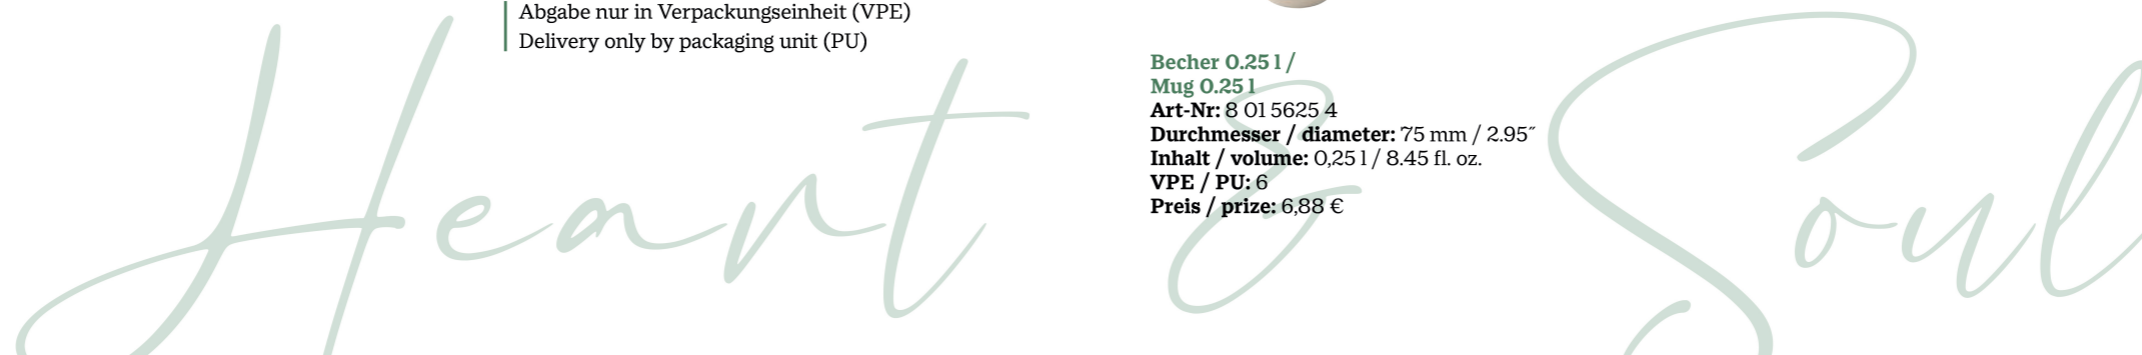 Abgabe nur in Verpackungseinheit (VPE)
Delivery only by packaging unit (PU)
Becher 0.25 l /
Mug 0.25 l
Art-Nr: 8 01 5625 4
Durchmesser / diameter: 75 mm / 2.95˝
Inhalt / volume: 0,25 l / 8.45 fl. oz.
VPE / PU: 6
Preis / prize: 6,88 €
Heart & Soul